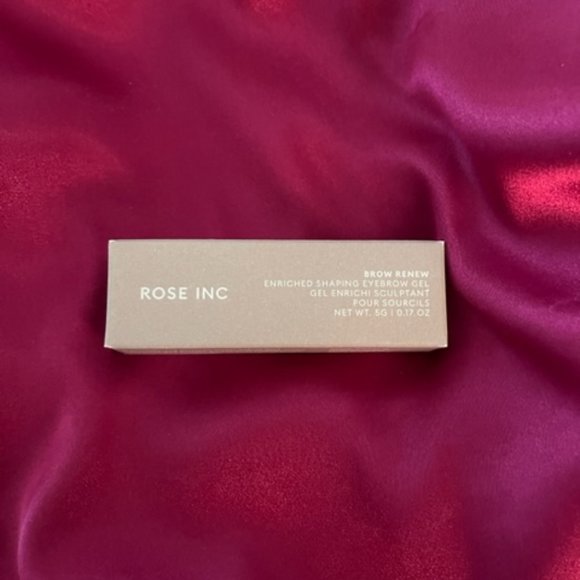 ROSE INC
BROW RENEW
ENRICHED SHAPING EYEBROW GEL
GEL ENRICHI SCULPTANT
POUR SOURCILS
NET WT. 5G | 0.17 OZ